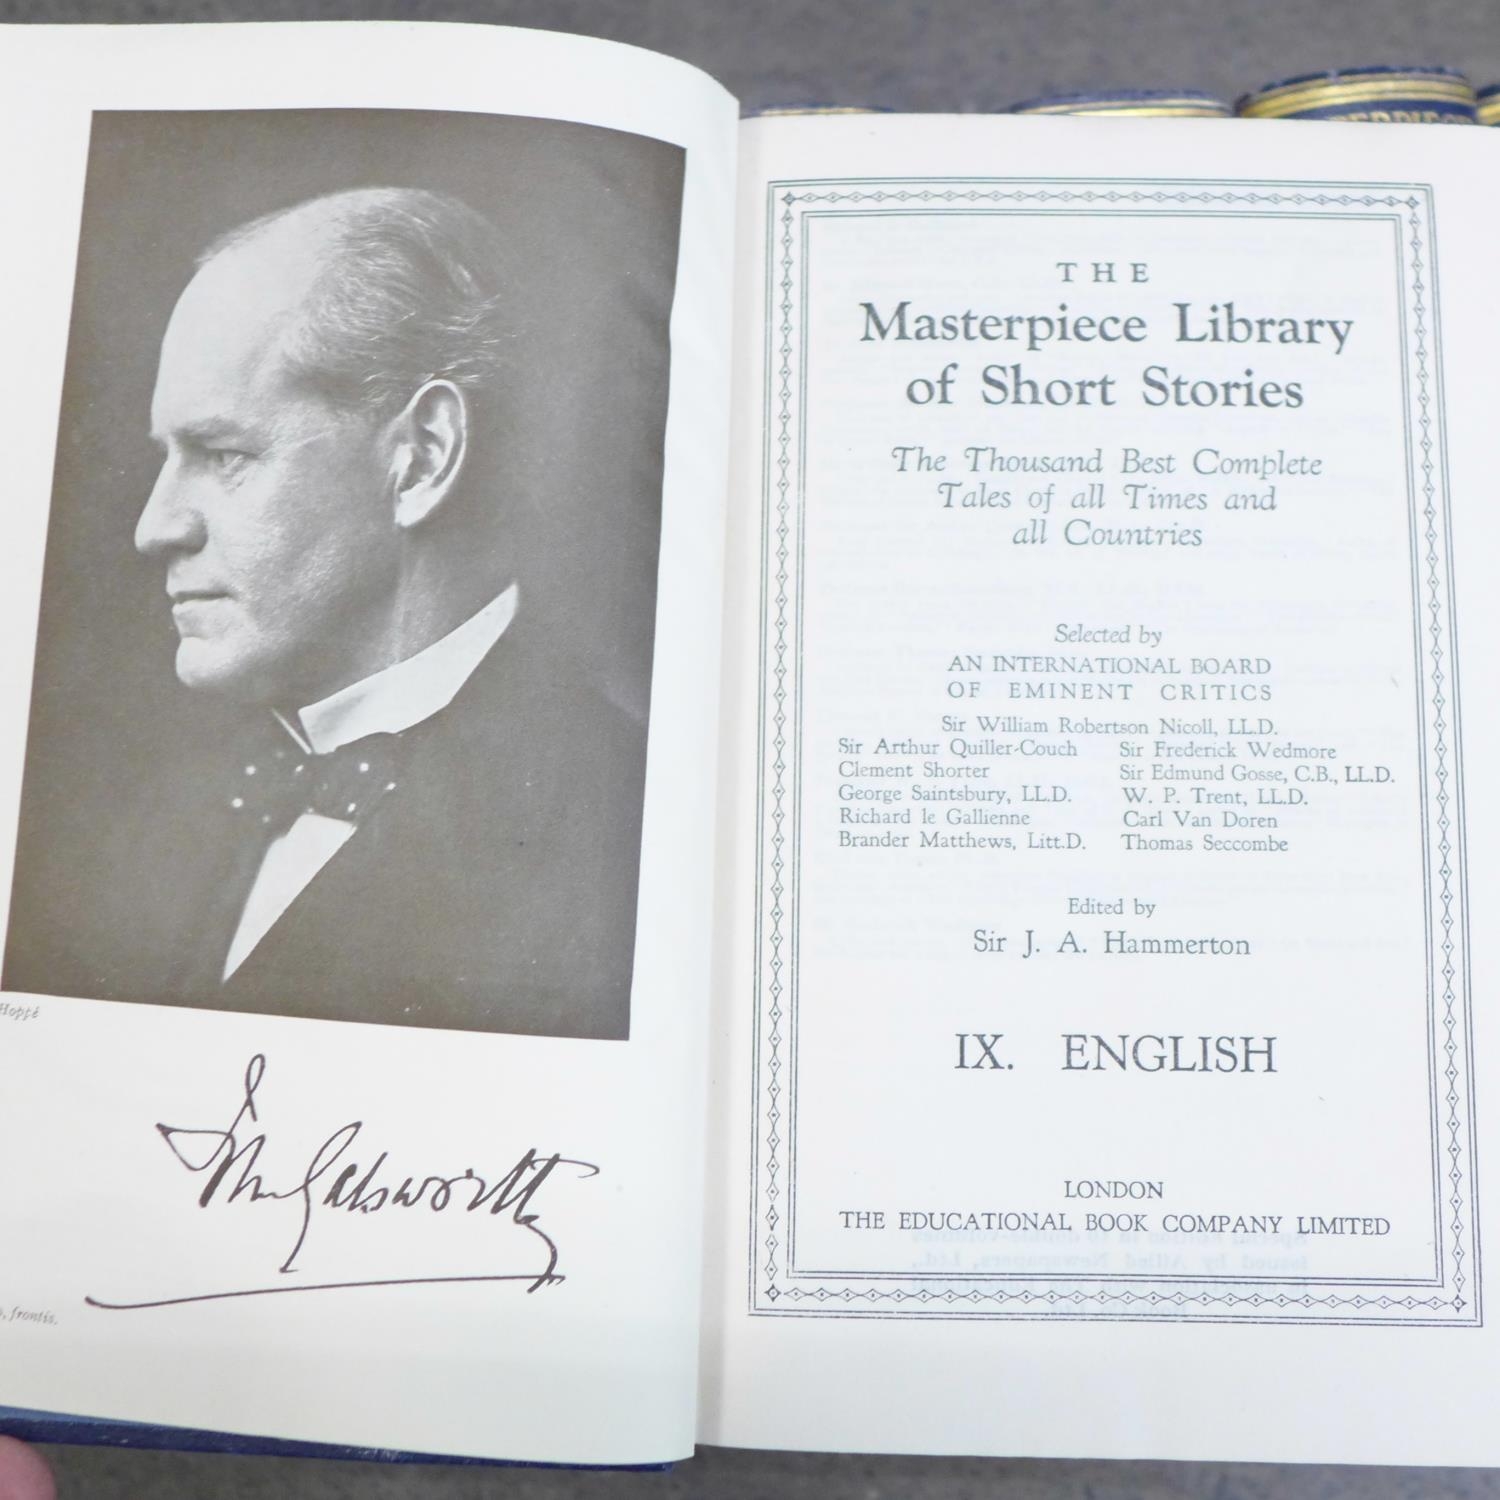 Hoppé
Jn Galsworthy
frontis.
THE
Masterpiece Library
of Short Stories
The Thousand Best Complete
Tales of all Times and
all Countries
Selected by
AN INTERNATIONAL BOARD
OF EMINENT CRITICS
Sir William Robertson Nicoll, LL.D.
Sir Arthur Quiller-Couch Sir Frederick Wedmore
Clement Shorter Sir Edmund Gosse, C.B., LL.D.
George Saintsbury, LL.D. W. P. Trent, LL.D.
Richard le Gallienne Carl Van Doren
Brander Matthews, Litt.D. Thomas Seccombe
Edited by
Sir J. A. Hammerton
IX. ENGLISH
LONDON
THE EDUCATIONAL BOOK COMPANY LIMITED